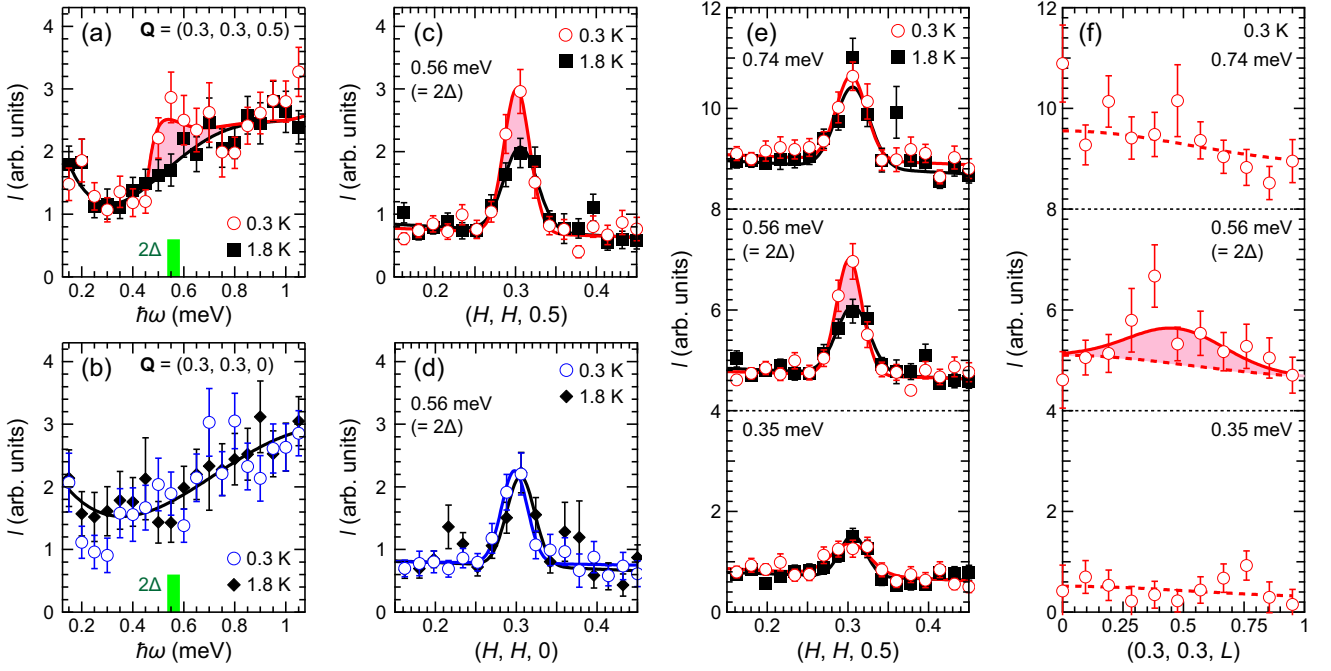 (a)
Q = (0.3, 0.3, 0.5)
I (arb. units)
4
3
2
1
0
0.2
0.4
0.6
0.8
1
ħω (meV)
2Δ
0.3 K
1.8 K
(b)
Q = (0.3, 0.3, 0)
I (arb. units)
4
3
2
1
0
0.2
0.4
0.6
0.8
1
ħω (meV)
2Δ
0.3 K
1.8 K
(c)
0.3 K
1.8 K
0.56 meV
(= 2Δ)
I (arb. units)
4
3
2
1
0
0.2
0.3
0.4
(H, H, 0.5)
(d)
0.3 K
1.8 K
0.56 meV
(= 2Δ)
I (arb. units)
4
3
2
1
0
0.2
0.3
0.4
(H, H, 0)
(e)
0.3 K
1.8 K
0.74 meV
0.56 meV
(= 2Δ)
0.35 meV
I (arb. units)
12
10
8
6
4
2
0
0.2
0.3
0.4
(H, H, 0.5)
(f)
0.3 K
0.74 meV
0.56 meV
(= 2Δ)
0.35 meV
I (arb. units)
12
10
8
6
4
2
0
0
0.25
0.5
0.75
1
(0.3, 0.3, L)